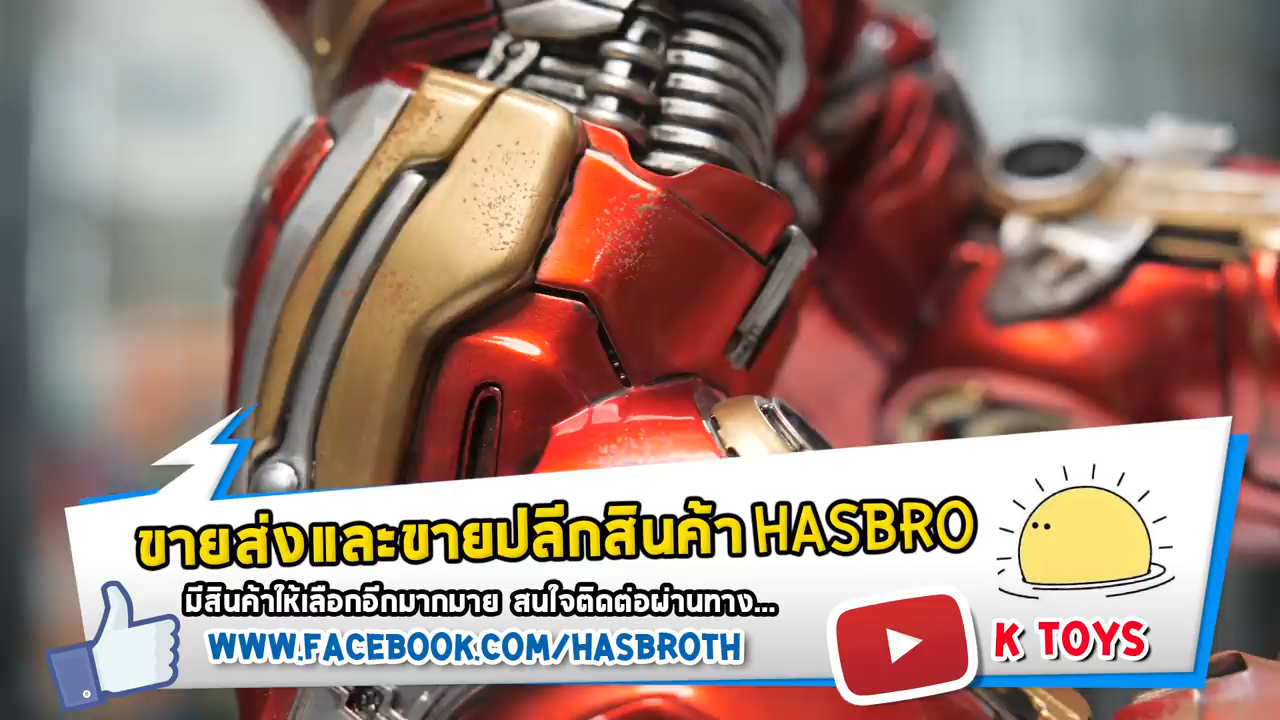 ขายส่งและขายปลีกสินค้า HASBRO
มีสินค้าให้เลือกอีกมากมาย สนใจติดต่อผ่านทาง...
WWW.FACEBOOK.COM/HASBROTH
K TOYS